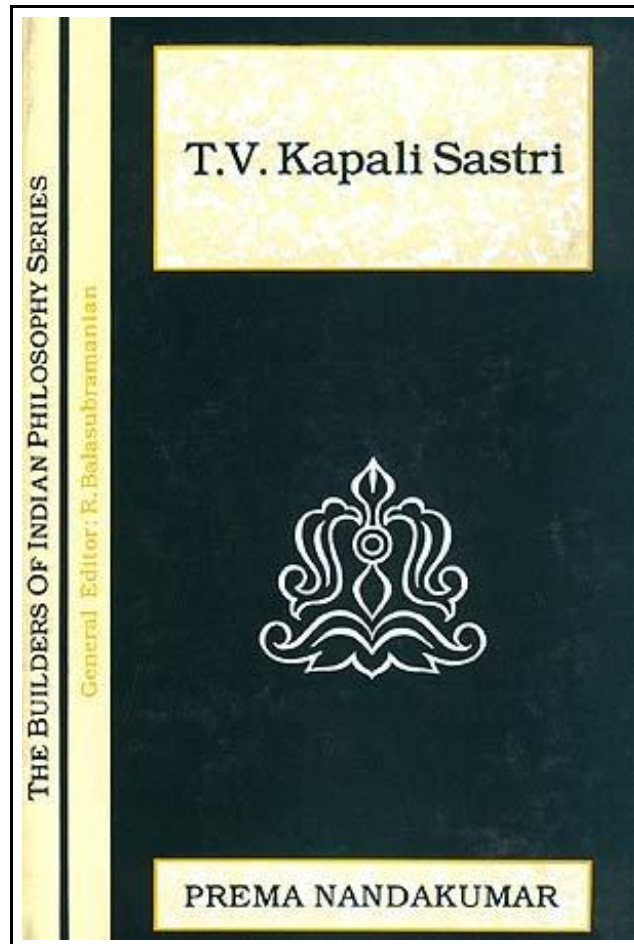 T.V. Kapali Sastri
THE BUILDERS OF INDIAN PHILOSOPHY SERIES
General Editor: R.Balasubramanian
PREMA NANDAKUMAR